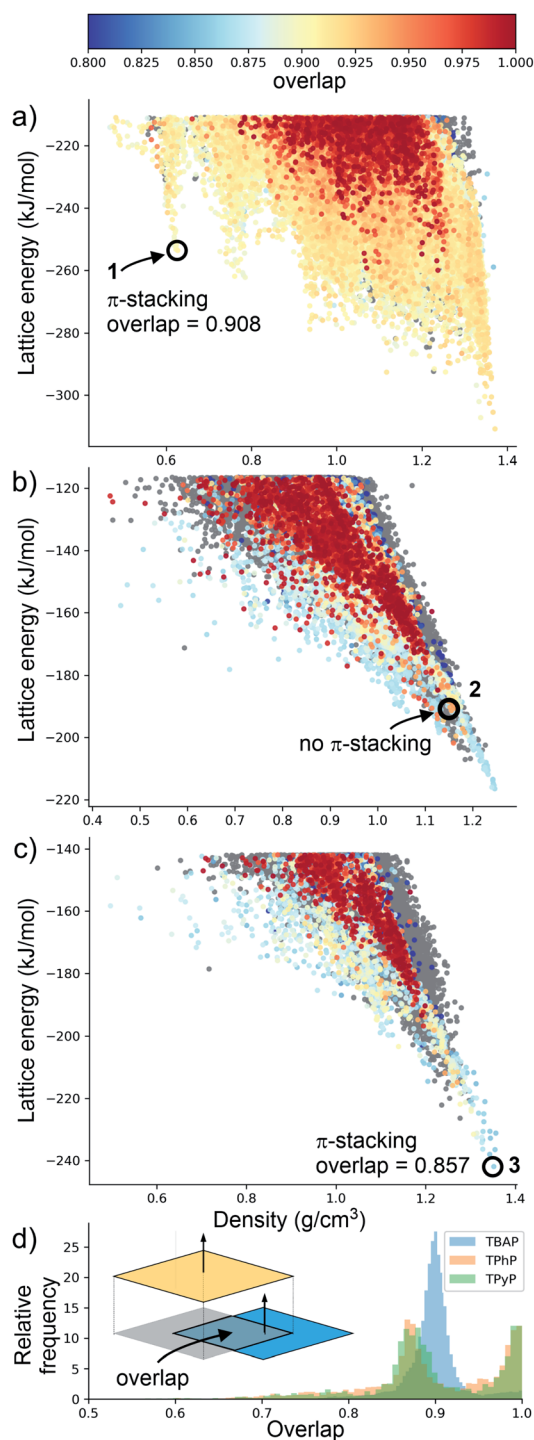 0.800 0.825 0.850 0.875 0.900 0.925 0.950 0.975 1.000
overlap
a)
Lattice energy (kJ/mol)
−220
−240
−260
−280
−300
1
π-stacking
overlap = 0.908
0.6 0.8 1.0 1.2 1.4
b)
Lattice energy (kJ/mol)
−120
−140
−160
−180
−200
−220
2
no π-stacking
0.4 0.5 0.6 0.7 0.8 0.9 1.0 1.1 1.2
c)
Lattice energy (kJ/mol)
−140
−160
−180
−200
−220
−240
π-stacking
overlap = 0.857
3
0.6 0.8 1.0 1.2 1.4
Density (g/cm³)
d)
Relative
frequency
25
20
15
10
5
0
TBAP
TPhP
TPyP
overlap
0.5 0.6 0.7 0.8 0.9 1.0
Overlap